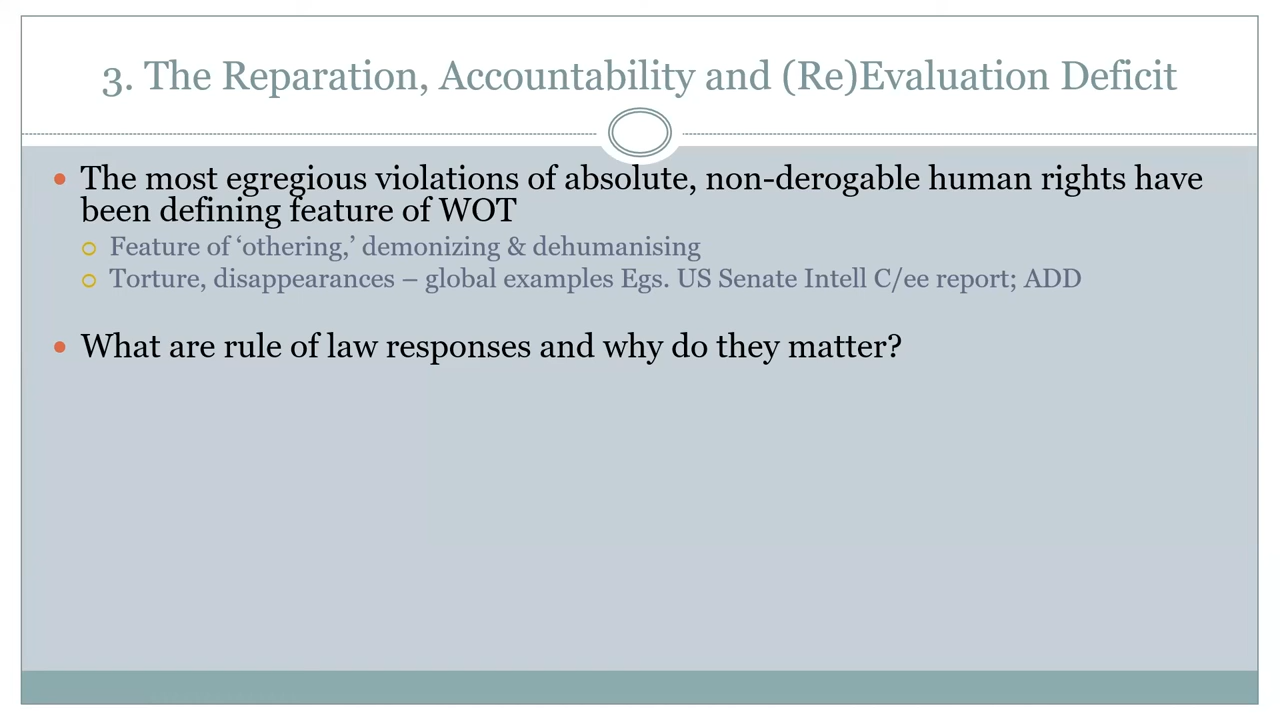 3. The Reparation, Accountability and (Re)Evaluation Deficit
• The most egregious violations of absolute, non-derogable human rights have
been defining feature of WOT
○ Feature of ‘othering,’ demonizing & dehumanising
○ Torture, disappearances – global examples Egs. US Senate Intell C/ee report; ADD
• What are rule of law responses and why do they matter?